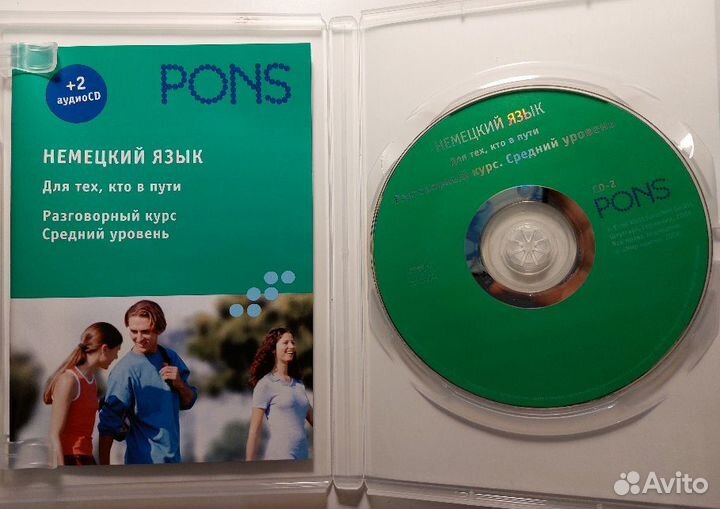 +2
аудиоCD
PONS
НЕМЕЦКИЙ ЯЗЫК
Для тех, кто в пути
Разговорный курс
Средний уровень
НЕМЕЦКИЙ ЯЗЫК
Для тех, кто в пути
Разговорный курс. Средний уровень
CD-2
PONS
Avito